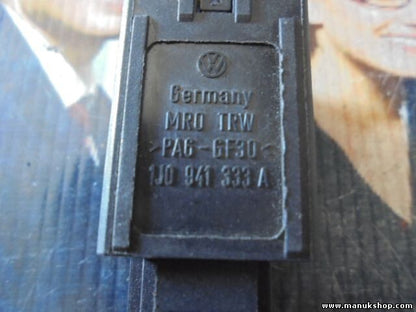 Germany
MRD TRW
>PA6-GF30<
1J0 941 333 A
www.manukshop.com